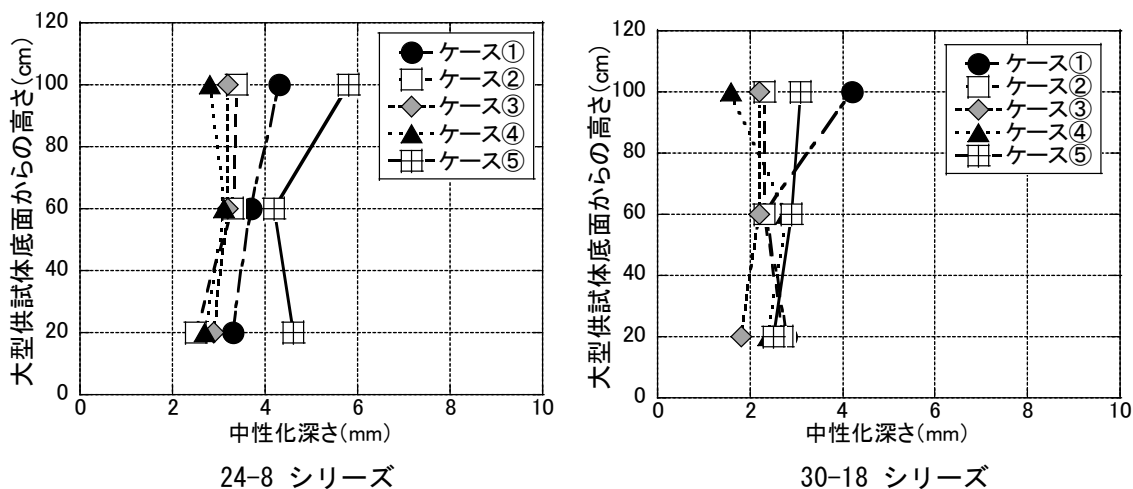 120
100
80
60
40
20
0
大型供試体底面からの高さ(cm)
ケース①
ケース②
ケース③
ケース④
ケース⑤
0 2 4 6 8 10
中性化深さ(mm)
24-8 シリーズ
120
100
80
60
40
20
0
大型供試体底面からの高さ(cm)
ケース①
ケース②
ケース③
ケース④
ケース⑤
0 2 4 6 8 10
中性化深さ(mm)
30-18 シリーズ